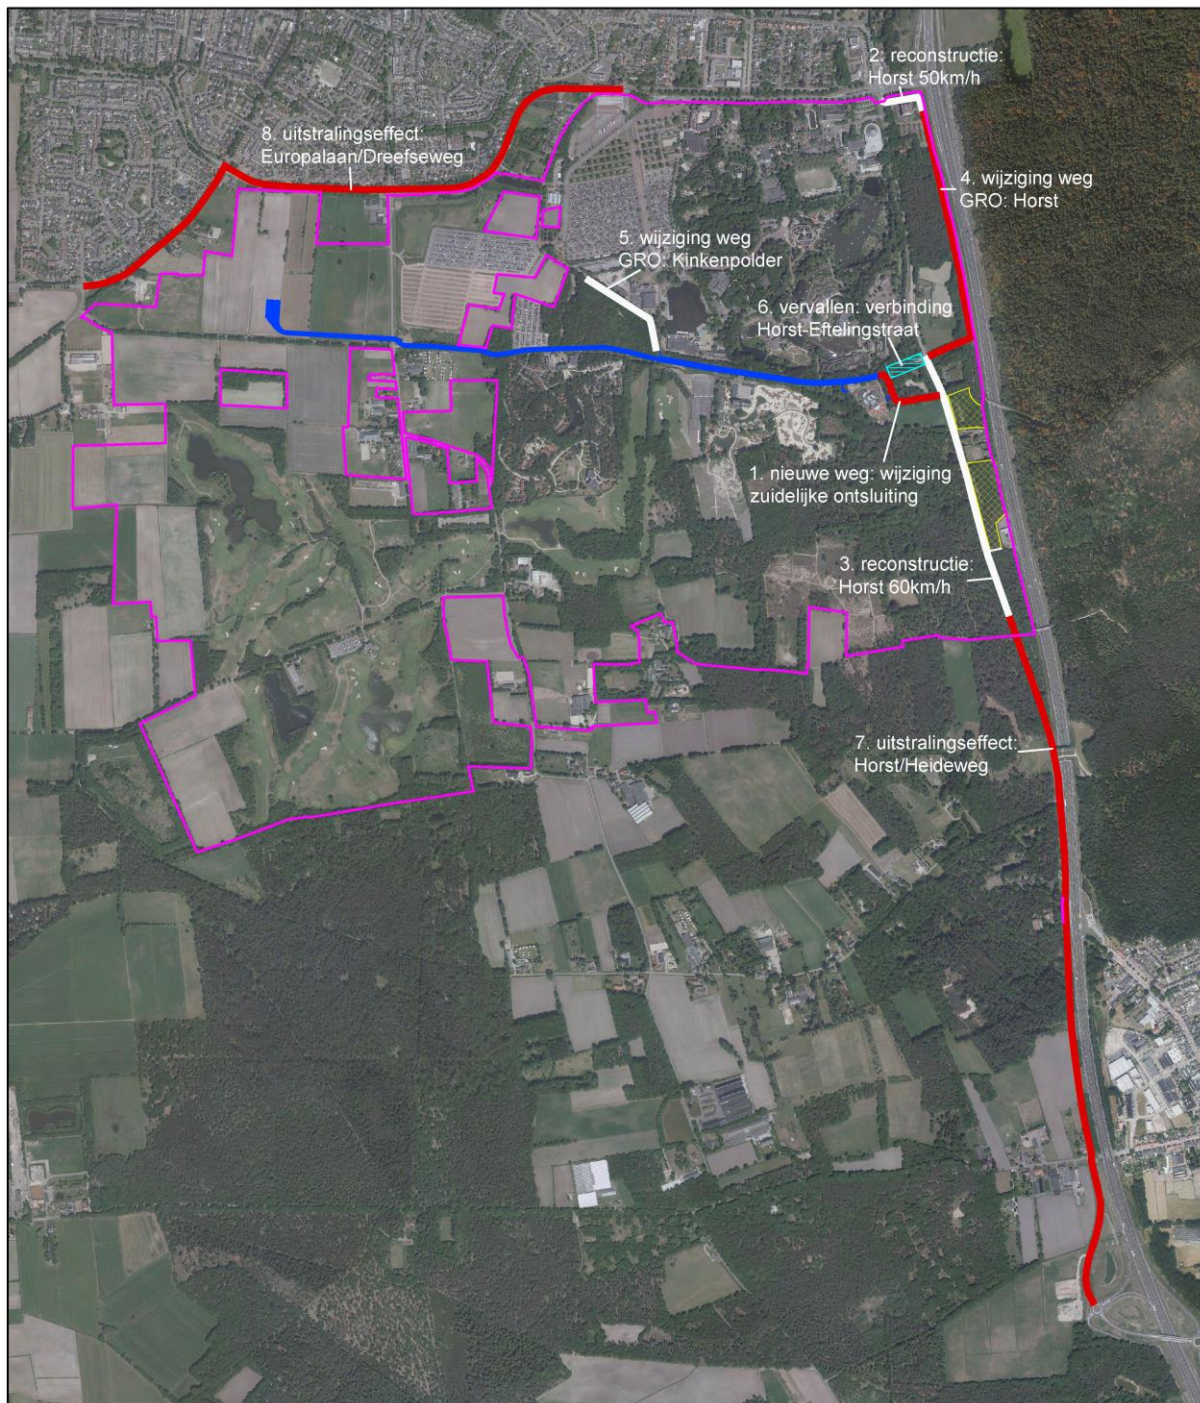 2. reconstructie:
Horst 50km/h
8. uitstralingseffect:
Europalaan/Dreefseweg
4. wijziging weg
GRO: Horst
5. wijziging weg
GRO: Kinkenpolder
6. vervallen: verbinding
Horst-Eftelingstraat
1. nieuwe weg: wijziging
zuidelijke ontsluiting
3. reconstructie:
Horst 60km/h
7. uitstralingseffect:
Horst/Heideweg